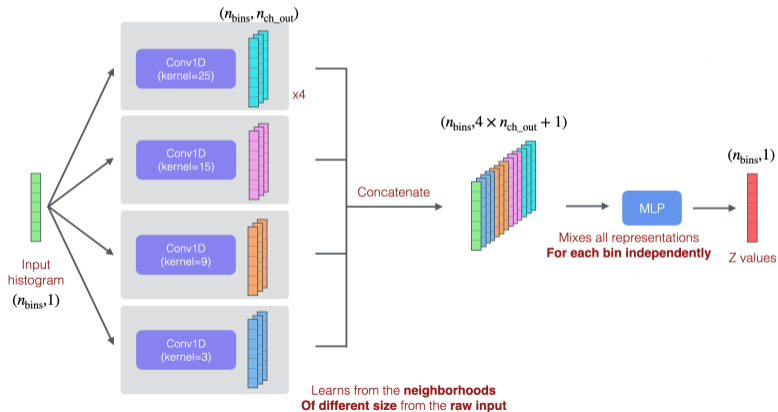 (n_bins, n_ch_out)
Conv1D
(kernel=25)
x4
Conv1D
(kernel=15)
Conv1D
(kernel=9)
Conv1D
(kernel=3)
Input
histogram
(n_bins,1)
Concatenate
(n_bins,4 × n_ch_out + 1)
MLP
Mixes all representations
For each bin independently
(n_bins,1)
Z values
Learns from the neighborhoods
Of different size from the raw input